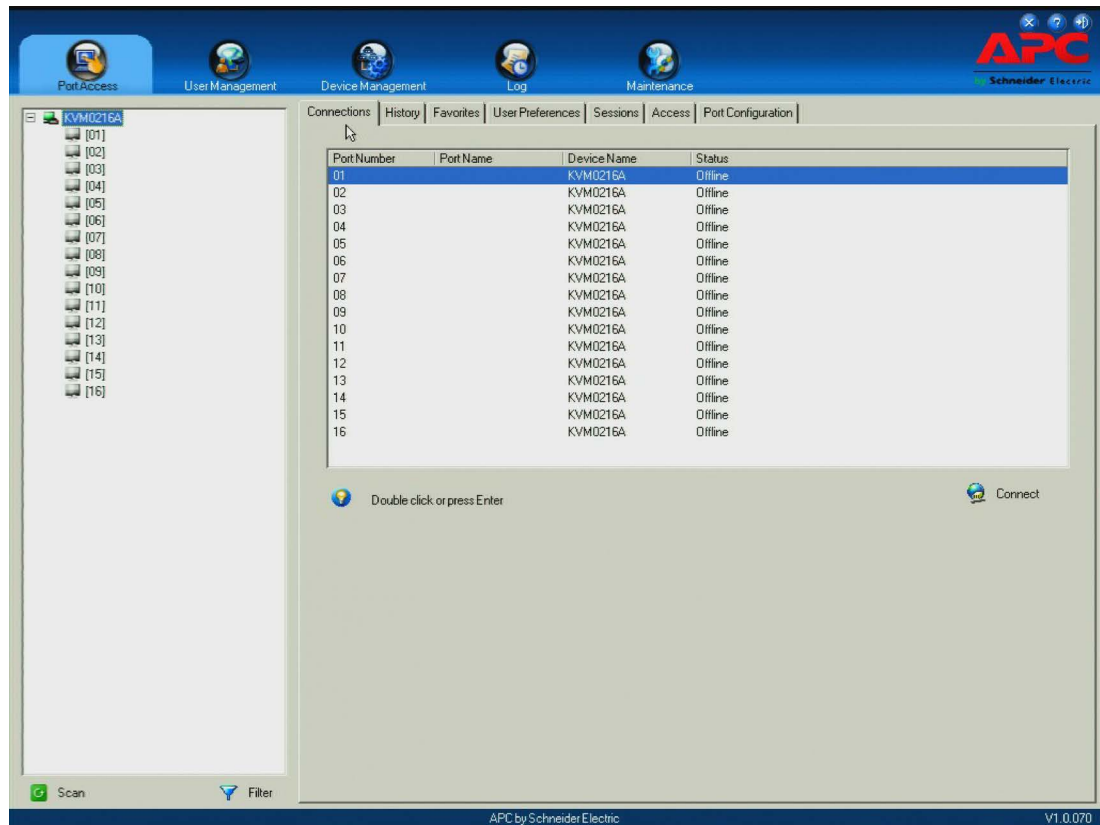 APC
by Schneider Electric
Port Access
User Management
Device Management
Log
Maintenance
KVM0216A
[01]
[02]
[03]
[04]
[05]
[06]
[07]
[08]
[09]
[10]
[11]
[12]
[13]
[14]
[15]
[16]
Scan
Filter
Connections History Favorites User Preferences Sessions Access Port Configuration
Port Number Port Name Device Name Status
01 KVM0216A Offline
02 KVM0216A Offline
03 KVM0216A Offline
04 KVM0216A Offline
05 KVM0216A Offline
06 KVM0216A Offline
07 KVM0216A Offline
08 KVM0216A Offline
09 KVM0216A Offline
10 KVM0216A Offline
11 KVM0216A Offline
12 KVM0216A Offline
13 KVM0216A Offline
14 KVM0216A Offline
15 KVM0216A Offline
16 KVM0216A Offline
Double click or press Enter
Connect
APC by Schneider Electric
V1.0.070